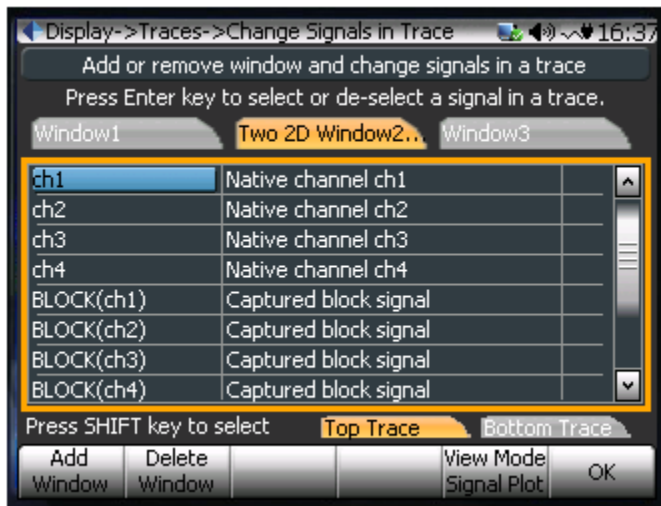 Display->Traces->Change Signals in Trace 16:37
Add or remove window and change signals in a trace
Press Enter key to select or de-select a signal in a trace.
Window1 Two 2D Window2... Window3
ch1 Native channel ch1
ch2 Native channel ch2
ch3 Native channel ch3
ch4 Native channel ch4
BLOCK(ch1) Captured block signal
BLOCK(ch2) Captured block signal
BLOCK(ch3) Captured block signal
BLOCK(ch4) Captured block signal
Press SHIFT key to select Top Trace Bottom Trace
Add Window Delete Window View Mode Signal Plot OK